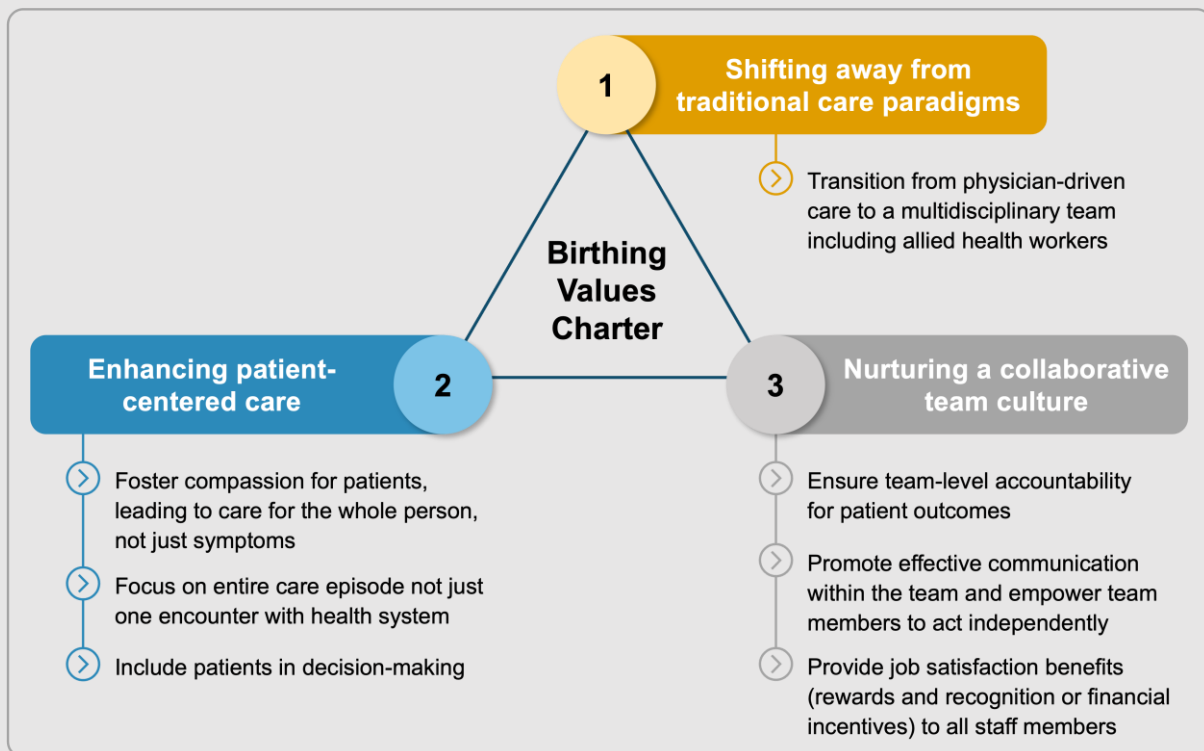 1
Shifting away from
traditional care paradigms
Transition from physician-driven
care to a multidisciplinary team
including allied health workers
Birthing
Values
Charter
Enhancing patient-
centered care
2
Foster compassion for patients,
leading to care for the whole person,
not just symptoms
Focus on entire care episode not just
one encounter with health system
Include patients in decision-making
3
Nurturing a collaborative
team culture
Ensure team-level accountability
for patient outcomes
Promote effective communication
within the team and empower team
members to act independently
Provide job satisfaction benefits
(rewards and recognition or financial
incentives) to all staff members